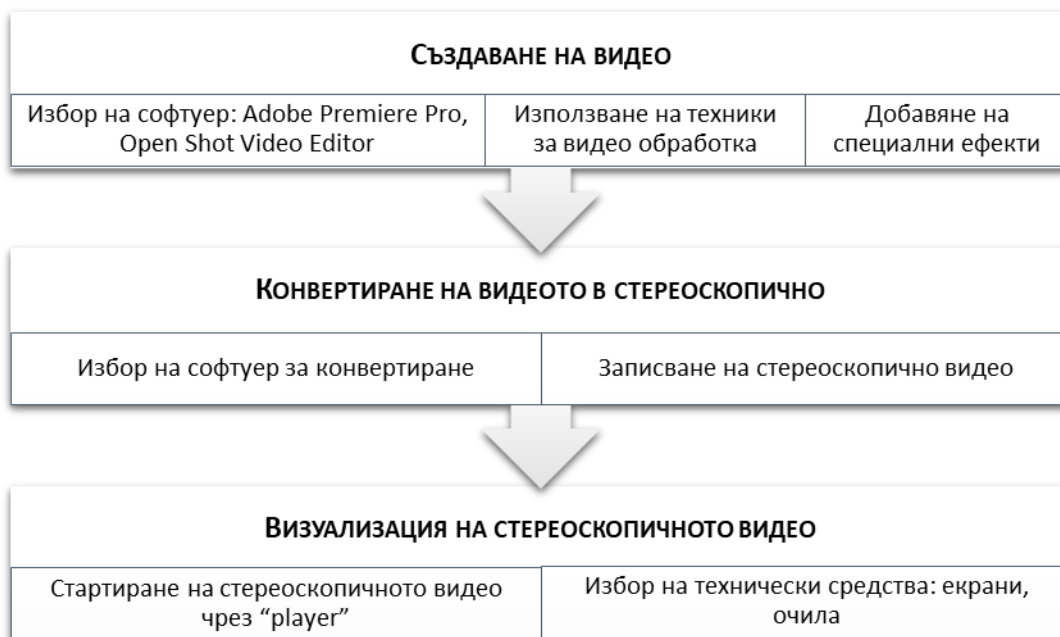 Създаване на видео
Избор на софтуер: Adobe Premiere Pro,
Open Shot Video Editor
Използване на техники
за видео обработка
Добавяне на
специални ефекти
Конвертиране на видеото в стереоскопично
Избор на софтуер за конвертиране
Записване на стереоскопично видео
Визуализация на стереоскопичното видео
Стартиране на стереоскопичното видео
чрез “player”
Избор на технически средства: екрани,
очила